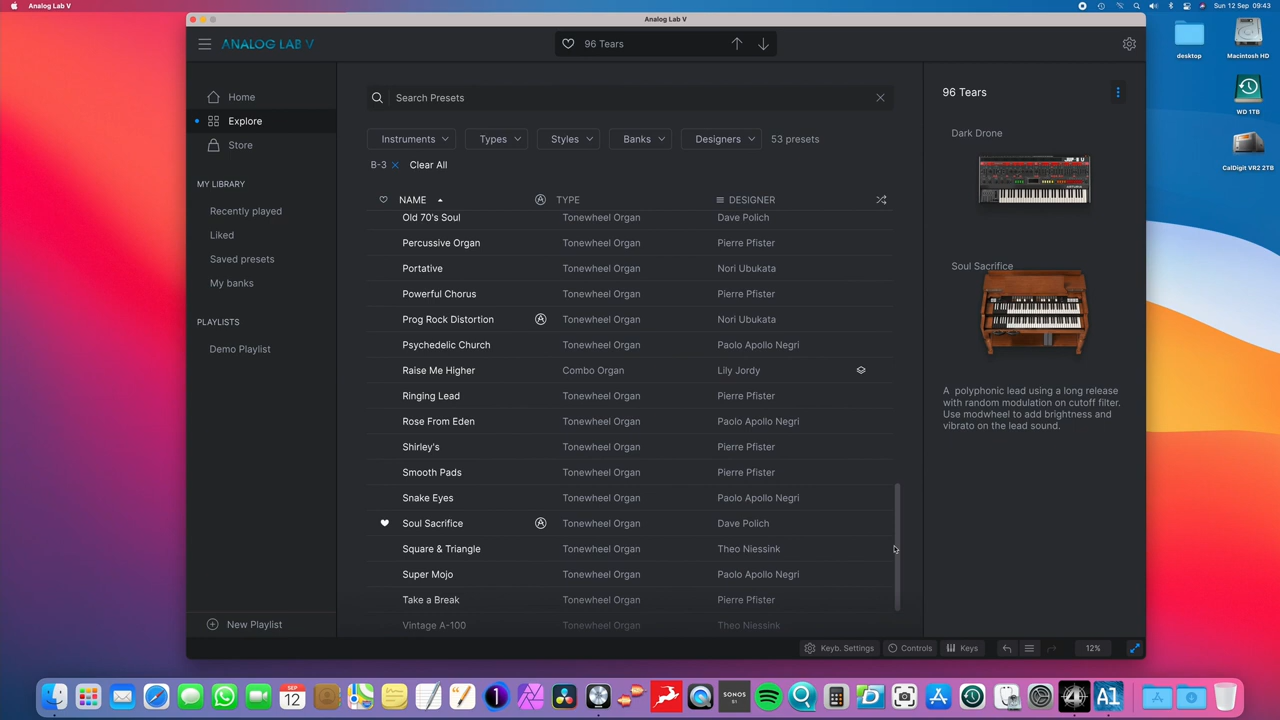 Analog Lab V
Sun 12 Sep 09:43
Analog Lab V
ANALOG LAB V
96 Tears
desktop
Macintosh HD
WD 1TB
CalDigit VR2 2TB
Home
Explore
Store
MY LIBRARY
Recently played
Liked
Saved presets
My banks
PLAYLISTS
Demo Playlist
New Playlist
Search Presets
Instruments Types Styles Banks Designers 53 presets
B-3 Clear All
NAME TYPE DESIGNER
Old 70's Soul Tonewheel Organ Dave Polich
Percussive Organ Tonewheel Organ Pierre Pfister
Portative Tonewheel Organ Nori Ubukata
Powerful Chorus Tonewheel Organ Pierre Pfister
Prog Rock Distortion Tonewheel Organ Nori Ubukata
Psychedelic Church Tonewheel Organ Paolo Apollo Negri
Raise Me Higher Combo Organ Lily Jordy
Ringing Lead Tonewheel Organ Pierre Pfister
Rose From Eden Tonewheel Organ Paolo Apollo Negri
Shirley's Tonewheel Organ Pierre Pfister
Smooth Pads Tonewheel Organ Pierre Pfister
Snake Eyes Tonewheel Organ Paolo Apollo Negri
Soul Sacrifice Tonewheel Organ Dave Polich
Square & Triangle Tonewheel Organ Theo Niessink
Super Mojo Tonewheel Organ Paolo Apollo Negri
Take a Break Tonewheel Organ Pierre Pfister
Vintage A-100 Tonewheel Organ Theo Niessink
96 Tears
Dark Drone
Soul Sacrifice
A polyphonic lead using a long release
with random modulation on cutoff filter.
Use modwheel to add brightness and
vibrato on the lead sound.
Keyb. Settings Controls Keys 12%
SEP
12
1
SONOS
S1
A1